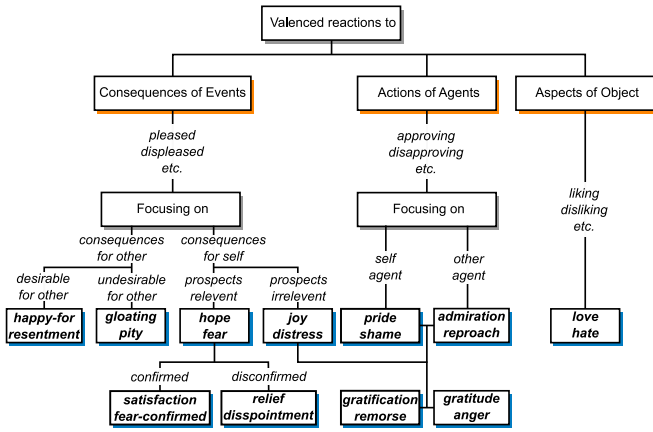 Valenced reactions to
Consequences of Events
Actions of Agents
Aspects of Object
pleased
displeased
etc.
approving
disapproving
etc.
liking
disliking
etc.
Focusing on
Focusing on
consequences
for other
consequences
for self
self
agent
other
agent
desirable
for other
undesirable
for other
prospects
relevent
prospects
irrelevent
happy-for
resentment
gloating
pity
hope
fear
joy
distress
pride
shame
admiration
reproach
love
hate
confirmed
disconfirmed
satisfaction
fear-confirmed
relief
disspointment
gratification
remorse
gratitude
anger